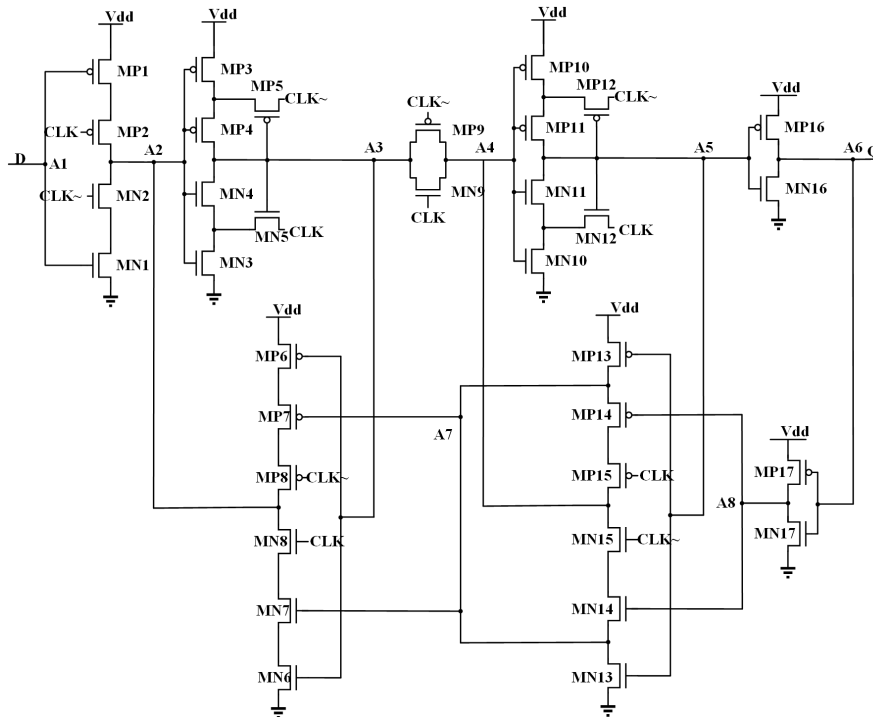 Vdd
Vdd
Vdd
MP1
MP3
MP5
CLK~
CLK~
MP10
MP12
CLK~
Vdd
CLK
MP2
MP4
MP9
MP11
MP16
D
A1
A2
A3
A4
A5
A6
Q
CLK~
MN2
MN4
MN9
MN11
MN16
CLK
MN5
CLK
MN12
CLK
MN1
MN3
MN10
Vdd
Vdd
MP6
MP13
MP7
MP14
A7
Vdd
MP8
CLK~
MP15
CLK
MP17
A8
MN8
CLK
MN15
CLK~
MN17
MN7
MN14
MN6
MN13